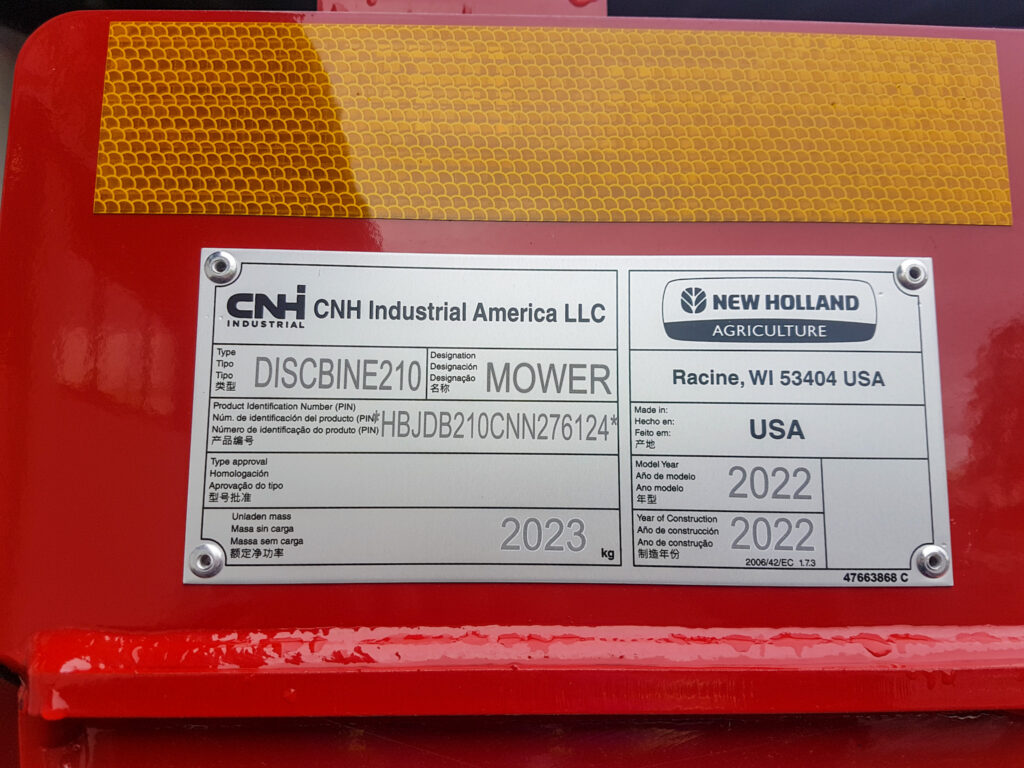 CNH
INDUSTRIAL
CNH Industrial America LLC
Type
Tipo
Tipo
类型
DISCBINE210
Designation
Designación
Designação
名称
MOWER
Product Identification Number (PIN)
Núm. de identificación del producto (PIN)
Número de identificação do produto (PIN)
产品编号
*HBJDB210CNN276124*
Type approval
Homologación
Aprovação do tipo
型号批准
Unladen mass
Masa sin carga
Massa sem carga
额定净功率
2023
kg
NEW HOLLAND
AGRICULTURE
Racine, WI 53404 USA
Made in:
Hecho en:
Feito em:
产地
USA
Model Year
Año de modelo
Ano modelo
年型
2022
Year of Construction
Año de construcción
Ano de construção
制造年份
2022
2006/42/EC 1.7.3
47663868 C